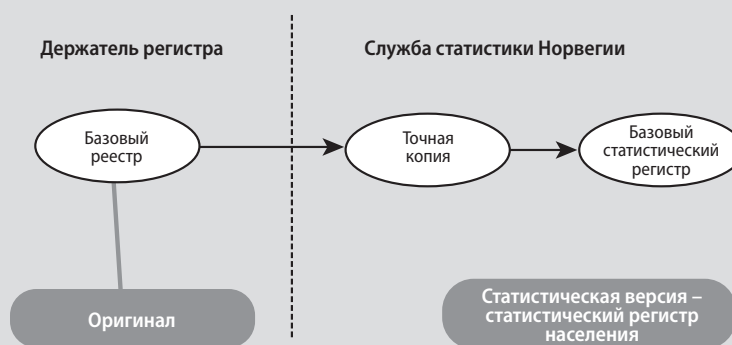 Держатель регистра
Служба статистики Норвегии
Базовый
реестр
Точная
копия
Базовый
статистический
регистр
Оригинал
Статистическая версия –
статистический регистр
населения